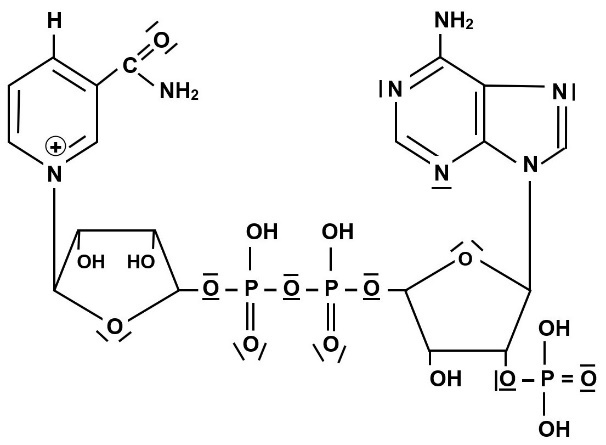 H
O
C
NH₂
+
N
OH HO
O
NH₂
N N
N N
OH OH
O P O P O
O O
O
OH
OH
O P = O
OH